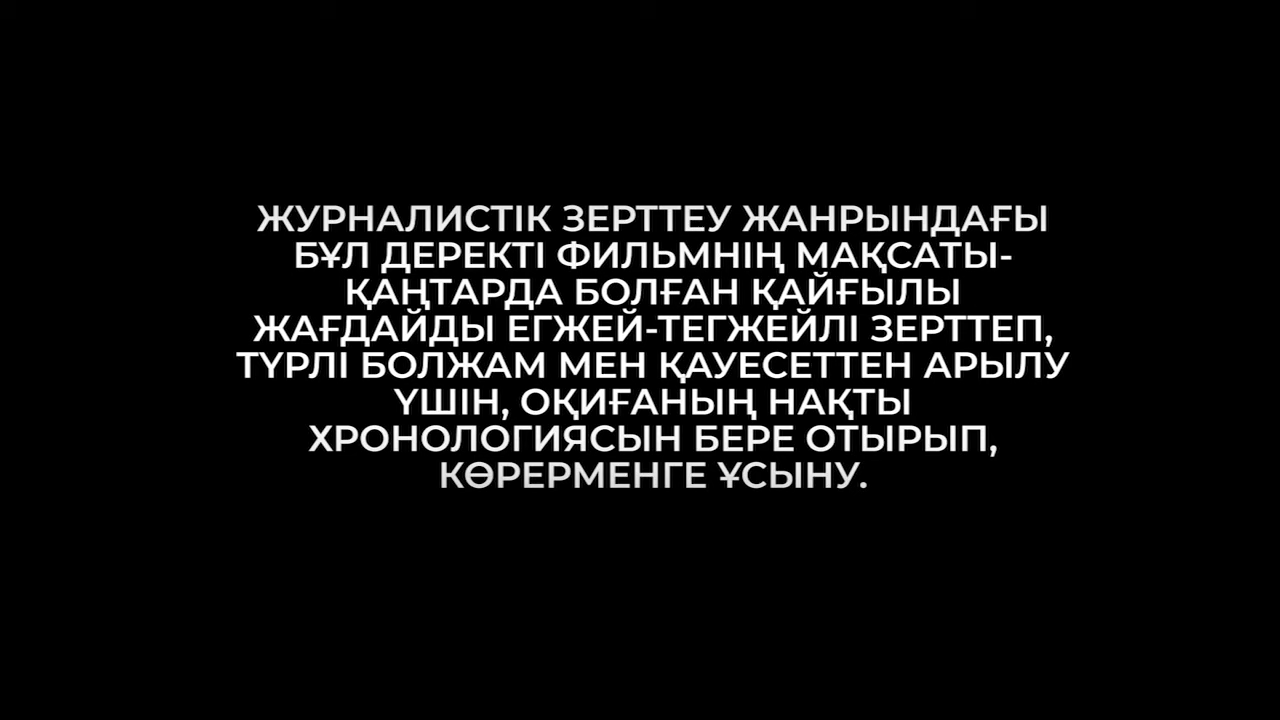 ЖУРНАЛИСТІК ЗЕРТТЕУ ЖАНРЫНДАҒЫ
БҰЛ ДЕРЕКТІ ФИЛЬМНІҢ МАҚСАТЫ-
ҚАҢТАРДА БОЛҒАН ҚАЙҒЫЛЫ
ЖАҒДАЙДЫ ЕГЖЕЙ-ТЕГЖЕЙЛІ ЗЕРТТЕП,
ТҮРЛІ БОЛЖАМ МЕН ҚАУЕСЕТТЕН АРЫЛУ
ҮШІН, ОҚИҒАНЫҢ НАҚТЫ
ХРОНОЛОГИЯСЫН БЕРЕ ОТЫРЫП,
КӨРЕРМЕНГЕ ҰСЫНУ.